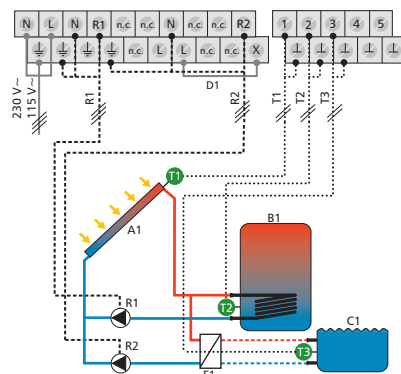 N L N R1 n.c. n.c. N n.c. n.c. R2
n.c. N L L n.c. n.c. X
D1
1 2 3 4 5
230 V~
115 V~
R1
R2
T1
T2
T3
T1
A1
B1
T2
R1
C1
T3
R2